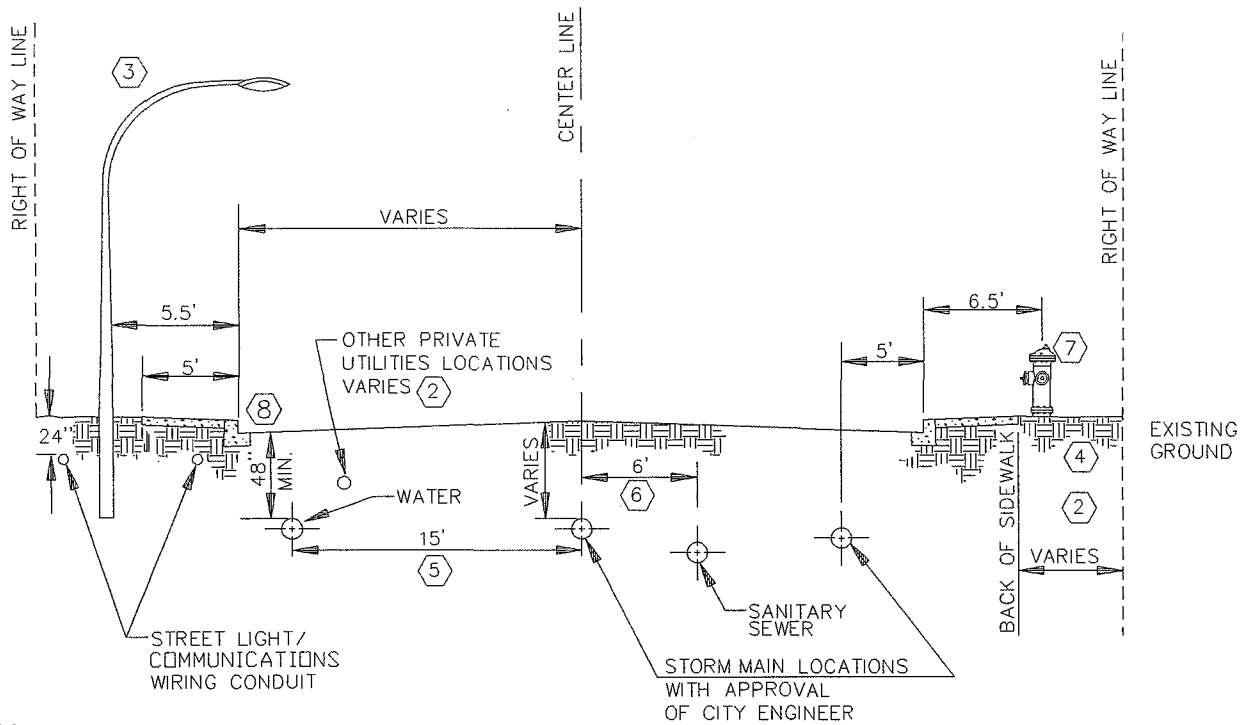 RIGHT OF WAY LINE
3
CENTER LINE
RIGHT OF WAY LINE
VARIES
5.5'
6.5'
OTHER PRIVATE
UTILITIES LOCATIONS
VARIES 2
5'
5'
7
8
24"
EXISTING
GROUND
48
MIN.
VARIES
6'
6
4
WATER
2
15'
5
BACK OF SIDEWALK
VARIES
SANITARY
SEWER
STREET LIGHT/
COMMUNICATIONS
WIRING CONDUIT
STORM MAIN LOCATIONS
WITH APPROVAL
OF CITY ENGINEER